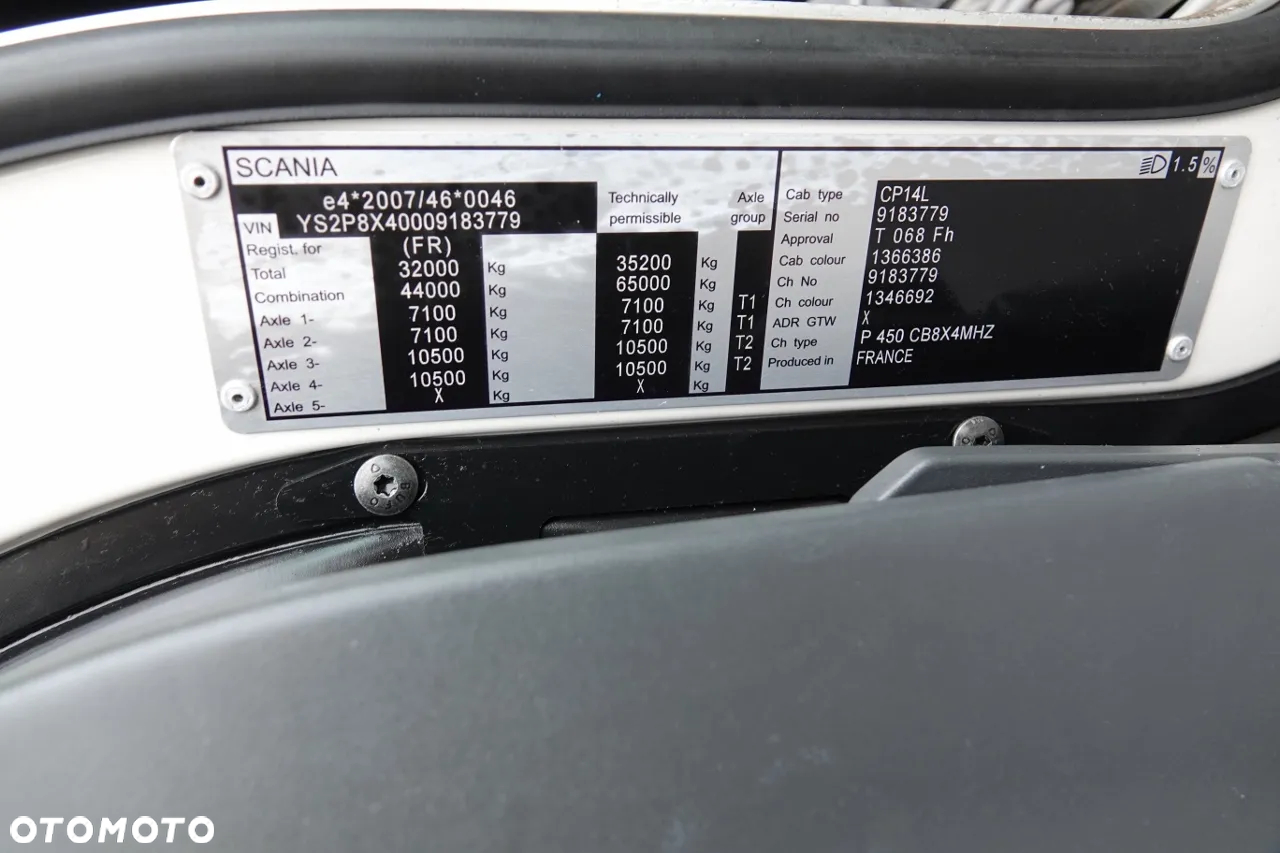 SCANIA
e4*2007/46*0046
VIN YS2P8X40009183779
Regist. for (FR)
Technically permissible
Axle group
Total 32000 Kg 35200 Kg
Combination 44000 Kg 65000 Kg
Axle 1- 7100 Kg 7100 Kg T1
Axle 2- 7100 Kg 7100 Kg T1
Axle 3- 10500 Kg 10500 Kg T2
Axle 4- 10500 Kg 10500 Kg T2
Axle 5- X Kg X Kg
1.5 %
Cab type CP14L
Serial no 9183779
Approval T 068 Fh
Cab colour 1366386
Ch No 9183779
Ch colour 1346692
ADR GTW X
Ch type P 450 CB8X4MHZ
Produced in FRANCE
BUFO
OTOMOTO